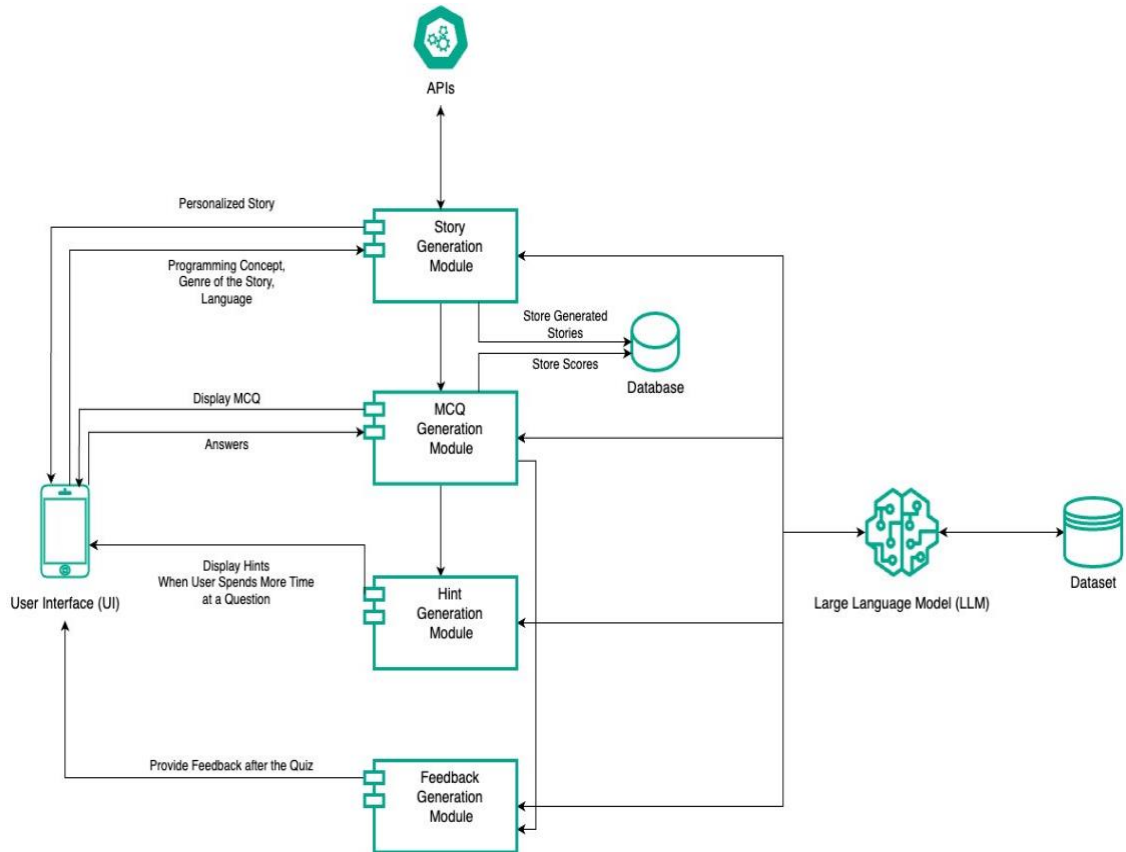 APIs
Personalized Story
Story
Generation
Module
Programming Concept,
Genre of the Story,
Language
Store Generated
Stories
Store Scores
Database
Display MCQ
MCQ
Generation
Module
Answers
Display Hints
When User Spends More Time
at a Question
Hint
Generation
Module
User Interface (UI)
Large Language Model (LLM)
Dataset
Provide Feedback after the Quiz
Feedback
Generation
Module